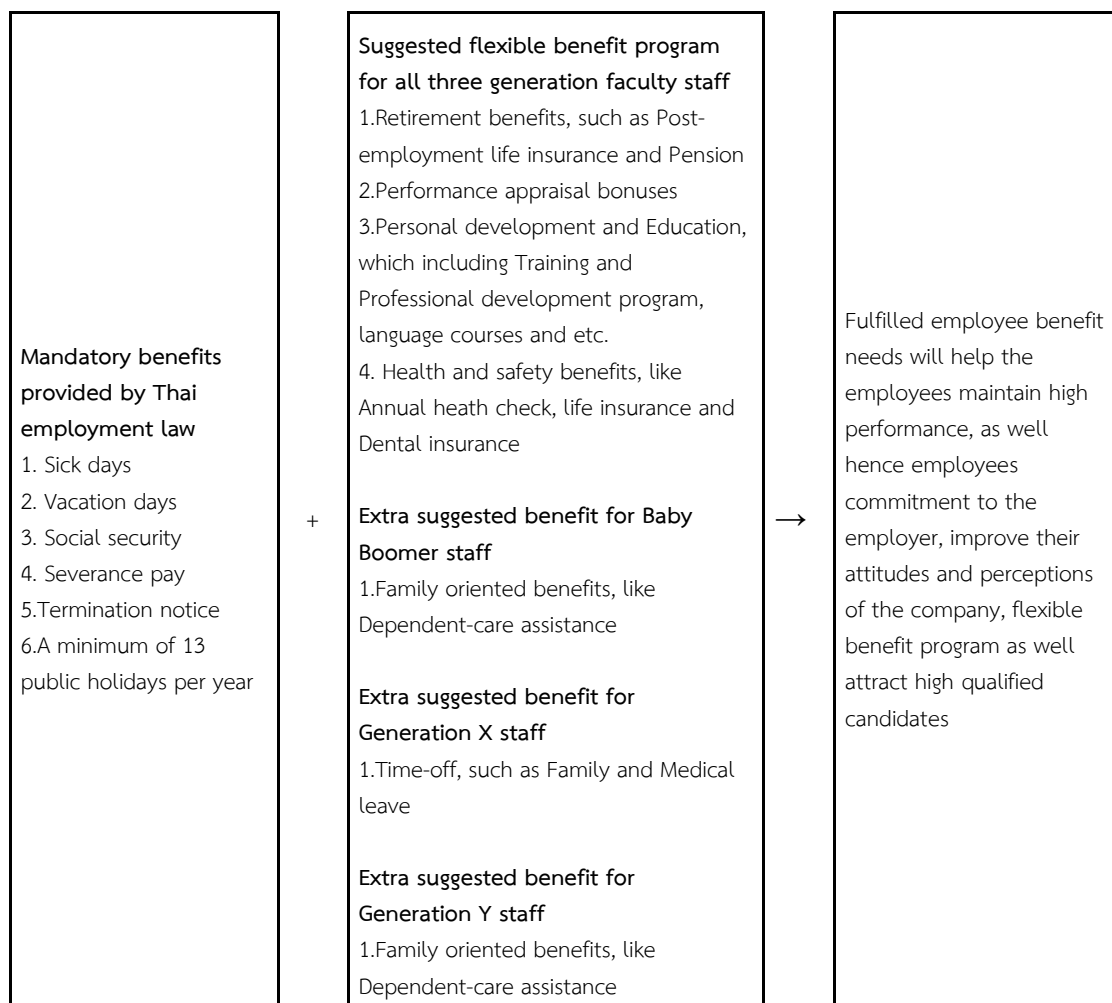 Mandatory benefits
provided by Thai
employment law
1. Sick days
2. Vacation days
3. Social security
4. Severance pay
5.Termination notice
6.A minimum of 13
public holidays per year
+
Suggested flexible benefit program
for all three generation faculty staff
1.Retirement benefits, such as Post-
employment life insurance and Pension
2.Performance appraisal bonuses
3.Personal development and Education,
which including Training and
Professional development program,
language courses and etc.
4. Health and safety benefits, like
Annual heath check, life insurance and
Dental insurance
Extra suggested benefit for Baby
Boomer staff
1.Family oriented benefits, like
Dependent-care assistance
Extra suggested benefit for
Generation X staff
1.Time-off, such as Family and Medical
leave
Extra suggested benefit for
Generation Y staff
1.Family oriented benefits, like
Dependent-care assistance
→
Fulfilled employee benefit
needs will help the
employees maintain high
performance, as well
hence employees
commitment to the
employer, improve their
attitudes and perceptions
of the company, flexible
benefit program as well
attract high qualified
candidates